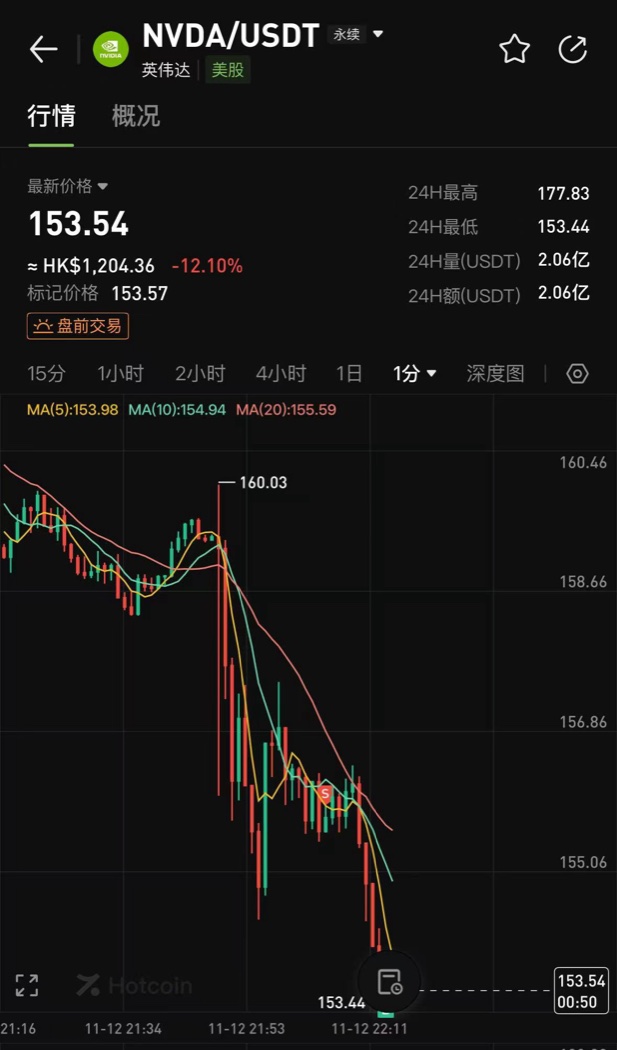 NVDA/USDT 永续
英伟达 美股
行情 概况
最新价格
153.54
≈ HK$1,204.36 -12.10%
标记价格 153.57
盘前交易
24H最高 177.83
24H最低 153.44
24H量(USDT) 2.06亿
24H额(USDT) 2.06亿
15分 1小时 2小时 4小时 1日 1分 深度图
MA(5):153.98 MA(10):154.94 MA(20):155.59
160.46
160.03
158.66
156.86
S
155.06
Hotcoin
153.54
00:50
153.44
21:16 11-12 21:34 11-12 21:53 11-12 22:11